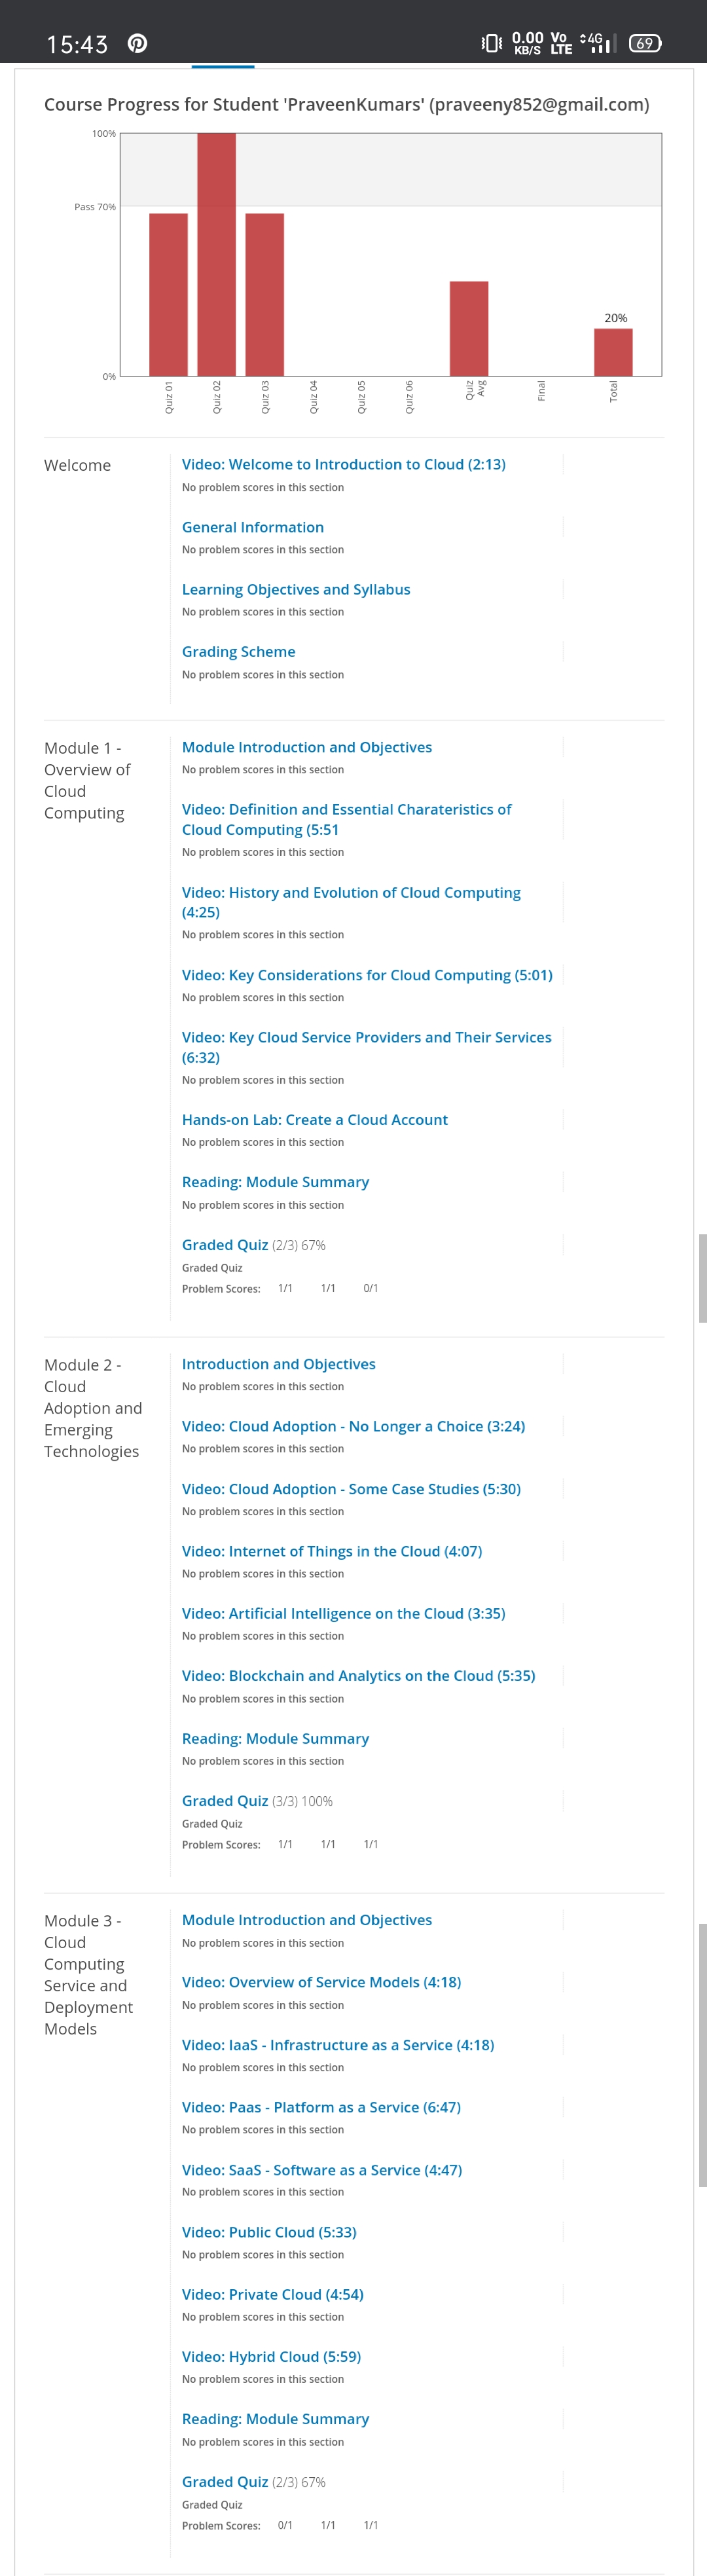 15:43
0.00 KB/S
Vo LTE
4G
69
Course Progress for Student 'PraveenKumars' (praveeny852@gmail.com)
100%
Pass 70%
0%
20%
Quiz 01
Quiz 02
Quiz 03
Quiz 04
Quiz 05
Quiz 06
Quiz Avg
Final
Total
Welcome
Video: Welcome to Introduction to Cloud (2:13)
No problem scores in this section
General Information
No problem scores in this section
Learning Objectives and Syllabus
No problem scores in this section
Grading Scheme
No problem scores in this section
Module 1 -
Overview of
Cloud
Computing
Module Introduction and Objectives
No problem scores in this section
Video: Definition and Essential Charateristics of
Cloud Computing (5:51
No problem scores in this section
Video: History and Evolution of Cloud Computing
(4:25)
No problem scores in this section
Video: Key Considerations for Cloud Computing (5:01)
No problem scores in this section
Video: Key Cloud Service Providers and Their Services
(6:32)
No problem scores in this section
Hands-on Lab: Create a Cloud Account
No problem scores in this section
Reading: Module Summary
No problem scores in this section
Graded Quiz (2/3) 67%
Graded Quiz
Problem Scores: 1/1 1/1 0/1
Module 2 -
Cloud
Adoption and
Emerging
Technologies
Introduction and Objectives
No problem scores in this section
Video: Cloud Adoption - No Longer a Choice (3:24)
No problem scores in this section
Video: Cloud Adoption - Some Case Studies (5:30)
No problem scores in this section
Video: Internet of Things in the Cloud (4:07)
No problem scores in this section
Video: Artificial Intelligence on the Cloud (3:35)
No problem scores in this section
Video: Blockchain and Analytics on the Cloud (5:35)
No problem scores in this section
Reading: Module Summary
No problem scores in this section
Graded Quiz (3/3) 100%
Graded Quiz
Problem Scores: 1/1 1/1 1/1
Module 3 -
Cloud
Computing
Service and
Deployment
Models
Module Introduction and Objectives
No problem scores in this section
Video: Overview of Service Models (4:18)
No problem scores in this section
Video: IaaS - Infrastructure as a Service (4:18)
No problem scores in this section
Video: Paas - Platform as a Service (6:47)
No problem scores in this section
Video: SaaS - Software as a Service (4:47)
No problem scores in this section
Video: Public Cloud (5:33)
No problem scores in this section
Video: Private Cloud (4:54)
No problem scores in this section
Video: Hybrid Cloud (5:59)
No problem scores in this section
Reading: Module Summary
No problem scores in this section
Graded Quiz (2/3) 67%
Graded Quiz
Problem Scores: 0/1 1/1 1/1